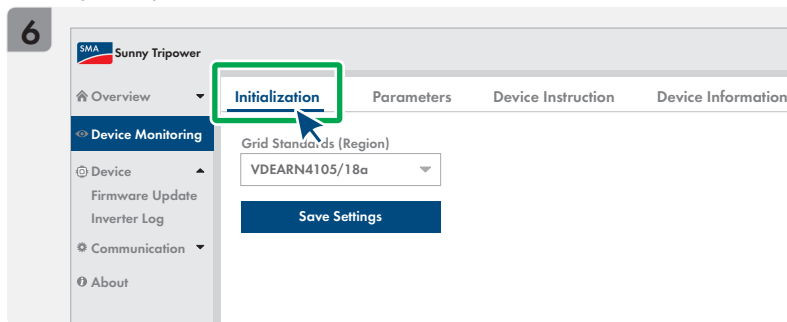 6
SMA Sunny Tripower
Overview
Initialization Parameters Device Instruction Device Information
Device Monitoring
Grid Standards (Region)
VDEARN4105/18a
Device
Firmware Update
Save Settings
Inverter Log
Communication
About